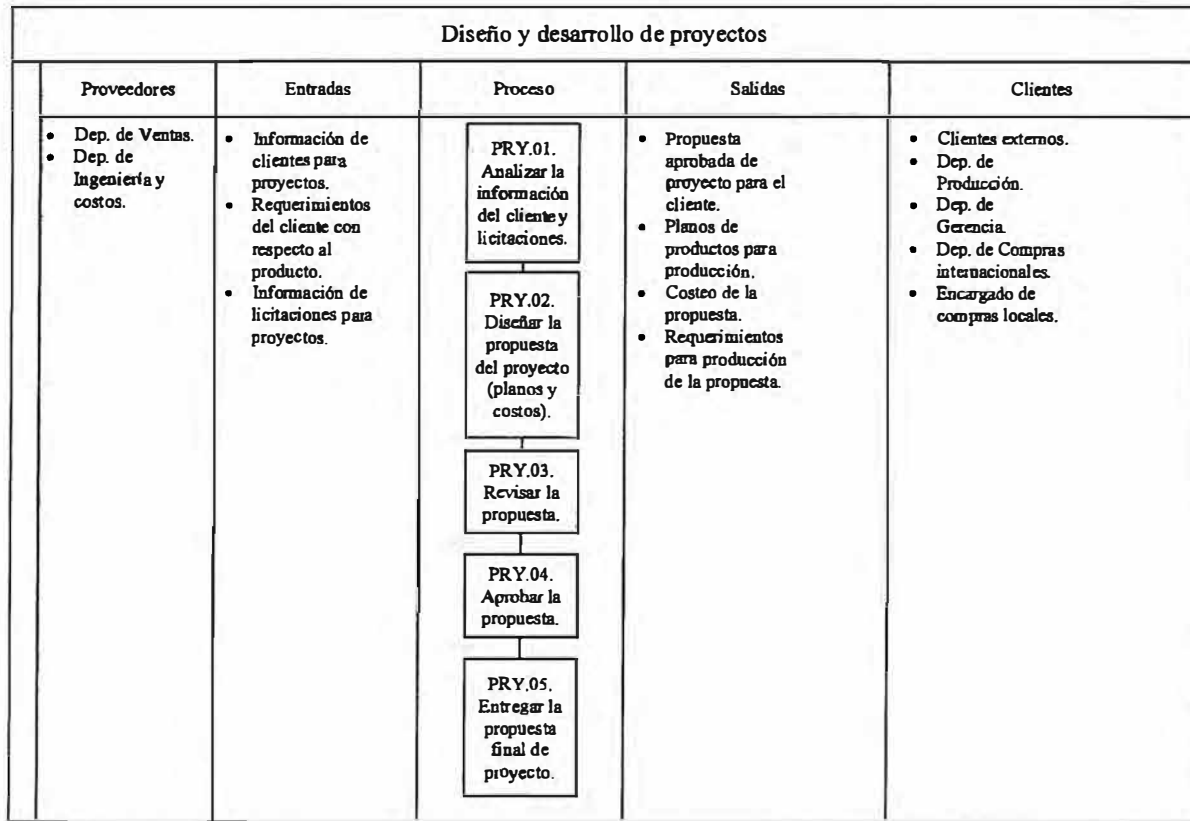 Diseño y desarrollo de proyectos
Proveedores
Entradas
Proceso
Salidas
Clientes
• Dep. de Ventas.
• Dep. de
Ingeniería y
costos.
• Información de
clientes para
proyectos.
• Requerimientos
del cliente con
respecto al
producto.
• Información de
licitaciones para
proyectos.
PRY.01.
Analizar la
información
del cliente y
licitaciones.
PRY.02.
Diseñar la
propuesta
del proyecto
(planos y
costos).
PRY.03.
Revisar la
propuesta.
PRY.04.
Aprobar la
propuesta.
PRY.05.
Entregar la
propuesta
final de
proyecto.
• Propuesta
aprobada de
proyecto para el
cliente.
• Planos de
productos para
producción.
• Costeo de la
propuesta.
• Requerimientos
para producción
de la propuesta.
• Clientes externos.
• Dep. de
Producción.
• Dep. de
Gerencia.
• Dep. de Compras
internacionales.
• Encargado de
compras locales.